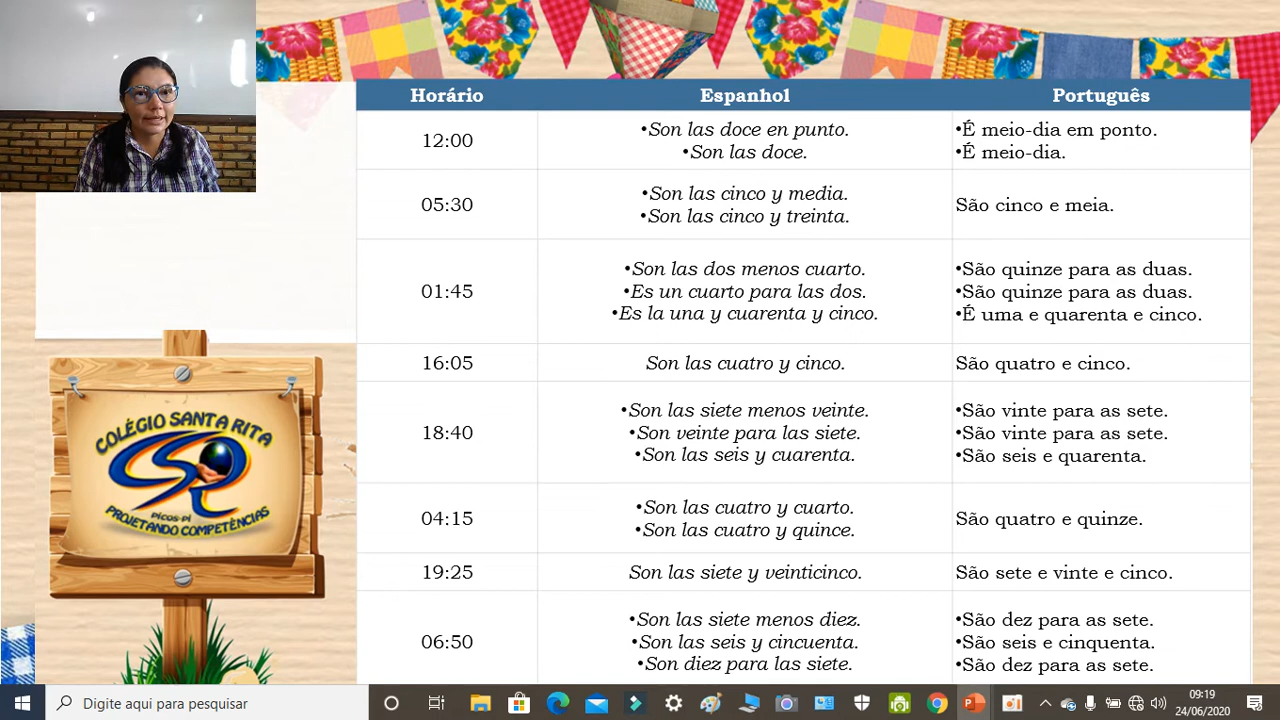 Horário Espanhol Português
12:00
•Son las doce en punto.
•Son las doce.
•É meio-dia em ponto.
•É meio-dia.
05:30
•Son las cinco y media.
•Son las cinco y treinta.
São cinco e meia.
01:45
•Son las dos menos cuarto.
•Es un cuarto para las dos.
•Es la una y cuarenta y cinco.
•São quinze para as duas.
•São quinze para as duas.
•É uma e quarenta e cinco.
16:05
Son las cuatro y cinco.
São quatro e cinco.
18:40
•Son las siete menos veinte.
•Son veinte para las siete.
•Son las seis y cuarenta.
•São vinte para as sete.
•São vinte para as sete.
•São seis e quarenta.
04:15
•Son las cuatro y cuarto.
•Son las cuatro y quince.
São quatro e quinze.
19:25
Son las siete y veinticinco.
São sete e vinte e cinco.
06:50
•Son las siete menos diez.
•Son las seis y cincuenta.
•Son diez para las siete.
•São dez para as sete.
•São seis e cinquenta.
•São dez para as sete.
COLÉGIO SANTA RITA
PICOS-PI
PROJETANDO COMPETÊNCIAS
Digite aqui para pesquisar
09:19
24/06/2020